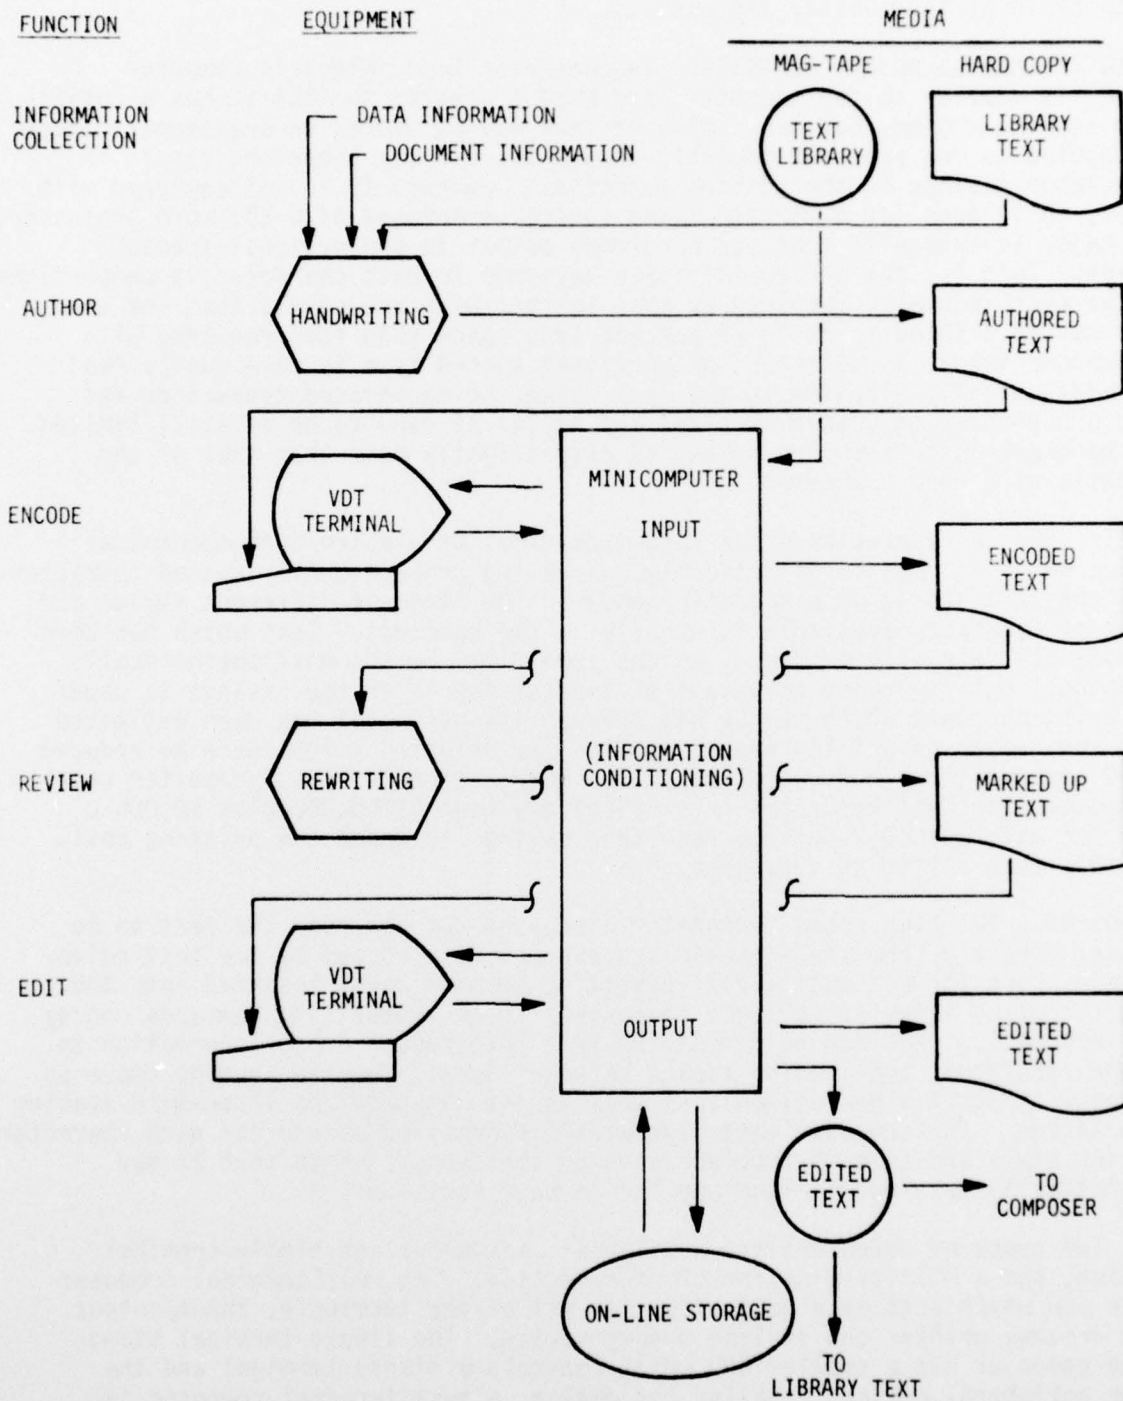 FUNCTION
EQUIPMENT
MEDIA
MAG-TAPE
HARD COPY
INFORMATION
COLLECTION
DATA INFORMATION
DOCUMENT INFORMATION
TEXT
LIBRARY
LIBRARY
TEXT
AUTHOR
HANDWRITING
AUTHORED
TEXT
ENCODE
VDT
TERMINAL
MINICOMPUTER
INPUT
ENCODED
TEXT
REVIEW
REWRITING
(INFORMATION
CONDITIONING)
MARKED UP
TEXT
EDIT
VDT
TERMINAL
OUTPUT
EDITED
TEXT
EDITED
TEXT
TO
COMPOSER
ON-LINE STORAGE
TO
LIBRARY TEXT